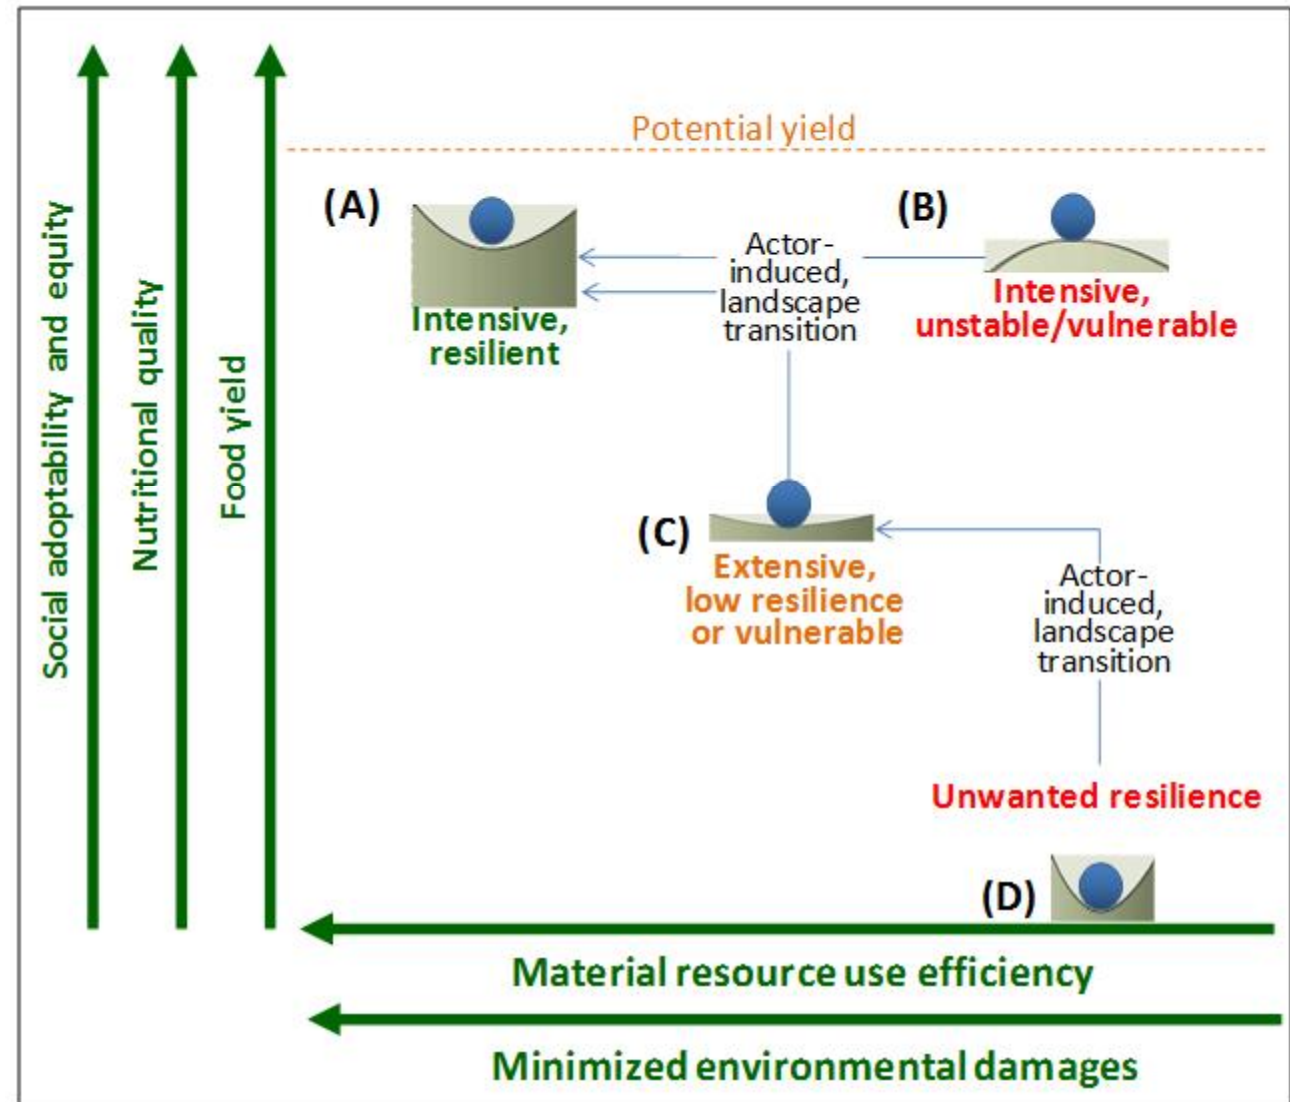 Social adoptability and equity
Nutritional quality
Food yield
Potential yield
(A)
Intensive,
resilient
Actor-
induced,
landscape
transition
(B)
Intensive,
unstable/vulnerable
(C)
Extensive,
low resilience
or vulnerable
Actor-
induced,
landscape
transition
Unwanted resilience
(D)
Material resource use efficiency
Minimized environmental damages